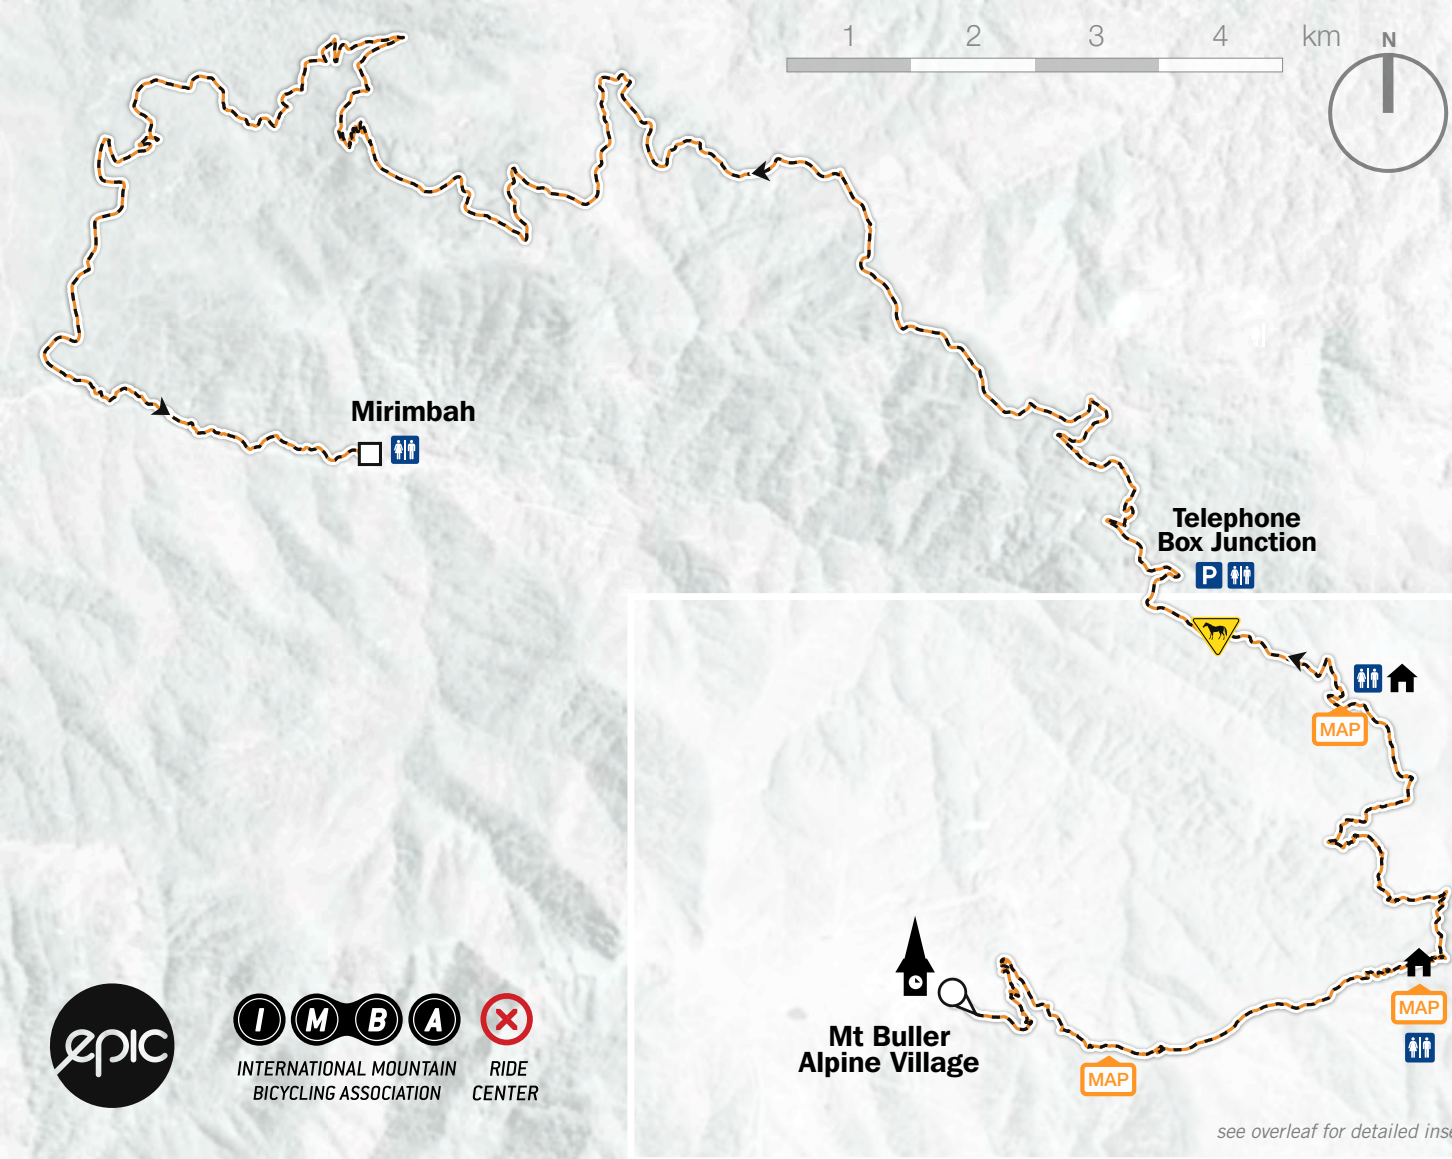 1 2 3 4 km
N
Mirimbah
Telephone
Box Junction
P
MAP
MAP
Mt Buller
Alpine Village
MAP
epic
I M B A
INTERNATIONAL MOUNTAIN
BICYCLING ASSOCIATION
RIDE
CENTER
see overleaf for detailed